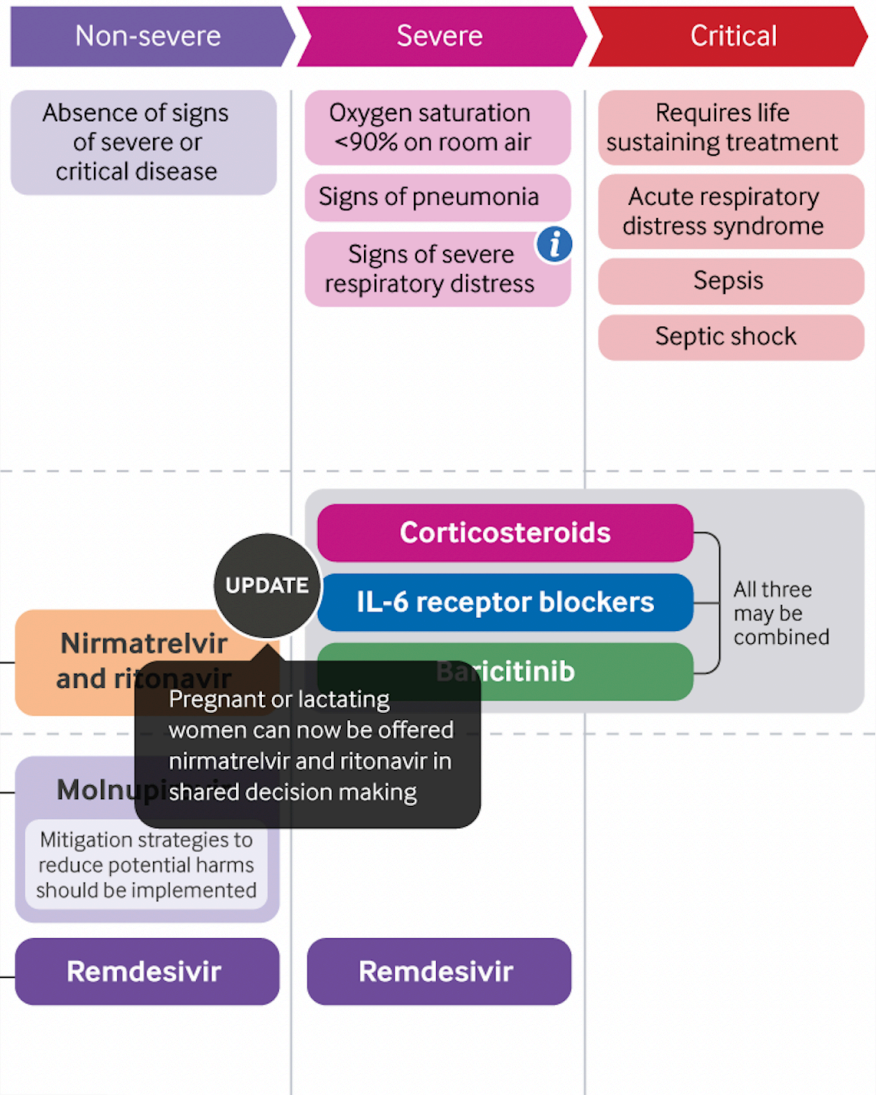 Non-severe
Severe
Critical
Absence of signs
of severe or
critical disease
Oxygen saturation
<90% on room air
Signs of pneumonia
Signs of severe
respiratory distress
i
Requires life
sustaining treatment
Acute respiratory
distress syndrome
Sepsis
Septic shock
Corticosteroids
IL-6 receptor blockers
Baricitinib
All three
may be
combined
UPDATE
Nirmatrelvir
and ritonavir
Pregnant or lactating
women can now be offered
nirmatrelvir and ritonavir in
shared decision making
Molnupiravir
Mitigation strategies to
reduce potential harms
should be implemented
Remdesivir
Remdesivir